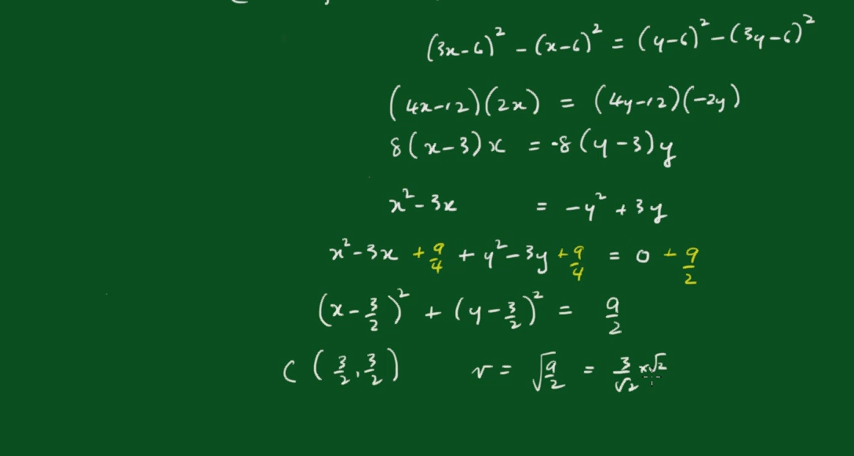 (3x-6)² - (x-6)² = (y-6)² - (3y-6)²
(4x-12)(2x) = (4y-12)(-2y)
8(x-3)x = -8(y-3)y
x² - 3x = -y² + 3y
x² - 3x + 9/4 + y² - 3y + 9/4 = 0 + 9/2
(x - 3/2)² + (y - 3/2)² = 9/2
C (3/2, 3/2) r = √9/2 = 3/√2 ×√2